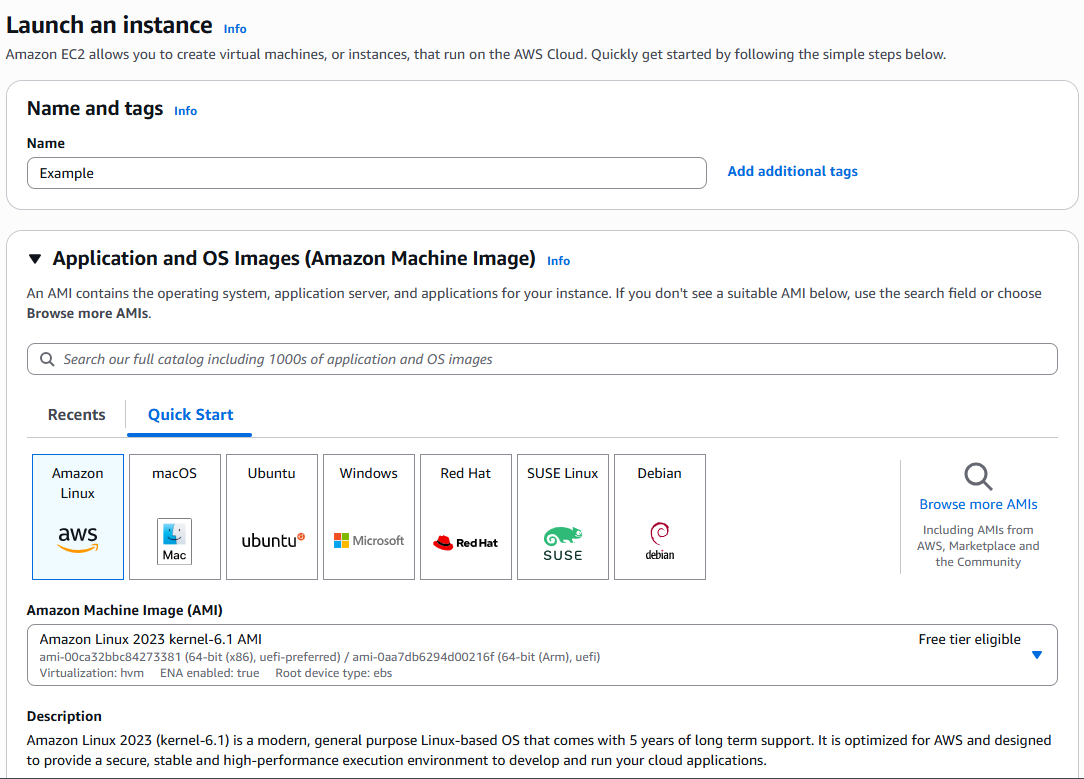 Launch an instance Info
Amazon EC2 allows you to create virtual machines, or instances, that run on the AWS Cloud. Quickly get started by following the simple steps below.
Name and tags Info
Name
Example
Add additional tags
Application and OS Images (Amazon Machine Image) Info
An AMI contains the operating system, application server, and applications for your instance. If you don't see a suitable AMI below, use the search field or choose
Browse more AMIs.
Search our full catalog including 1000s of application and OS images
Recents
Quick Start
Amazon
Linux
aws
macOS
Mac
Ubuntu
ubuntu
Windows
Microsoft
Red Hat
Red Hat
SUSE Linux
SUSE
Debian
debian
Browse more AMIs
Including AMIs from
AWS, Marketplace and
the Community
Amazon Machine Image (AMI)
Amazon Linux 2023 kernel-6.1 AMI
Free tier eligible
ami-00ca32bbc84273381 (64-bit (x86), uefi-preferred) / ami-0aa7db6294d00216f (64-bit (Arm), uefi)
Virtualization: hvm ENA enabled: true Root device type: ebs
Description
Amazon Linux 2023 (kernel-6.1) is a modern, general purpose Linux-based OS that comes with 5 years of long term support. It is optimized for AWS and designed
to provide a secure, stable and high-performance execution environment to develop and run your cloud applications.